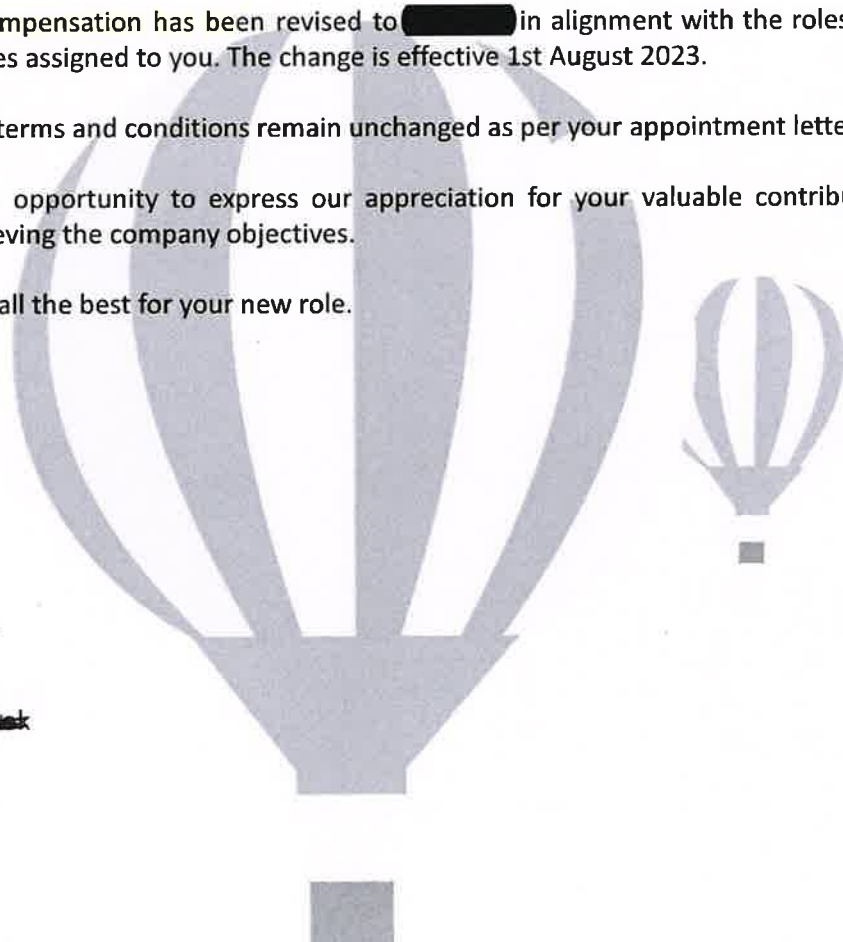 mpensation has been revised to in alignment with the roles
es assigned to you. The change is effective 1st August 2023.
terms and conditions remain unchanged as per your appointment lette
opportunity to express our appreciation for your valuable contribu
eving the company objectives.
all the best for your new role.